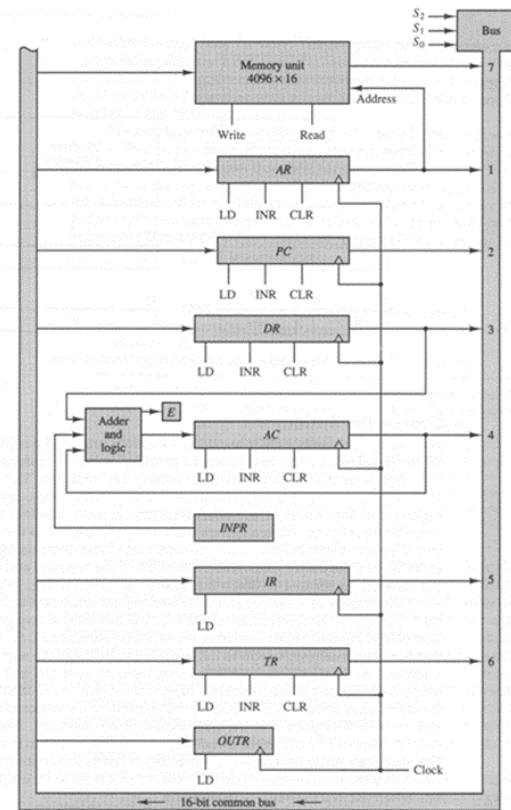 S2
S1
S0
Bus
Memory unit
4096 × 16
7
Address
Write Read
AR
1
LD INR CLR
PC
2
LD INR CLR
DR
3
LD INR CLR
Adder
and
logic
E
AC
4
LD INR CLR
INPR
IR
5
LD
TR
6
LD INR CLR
OUTR
LD
Clock
16-bit common bus